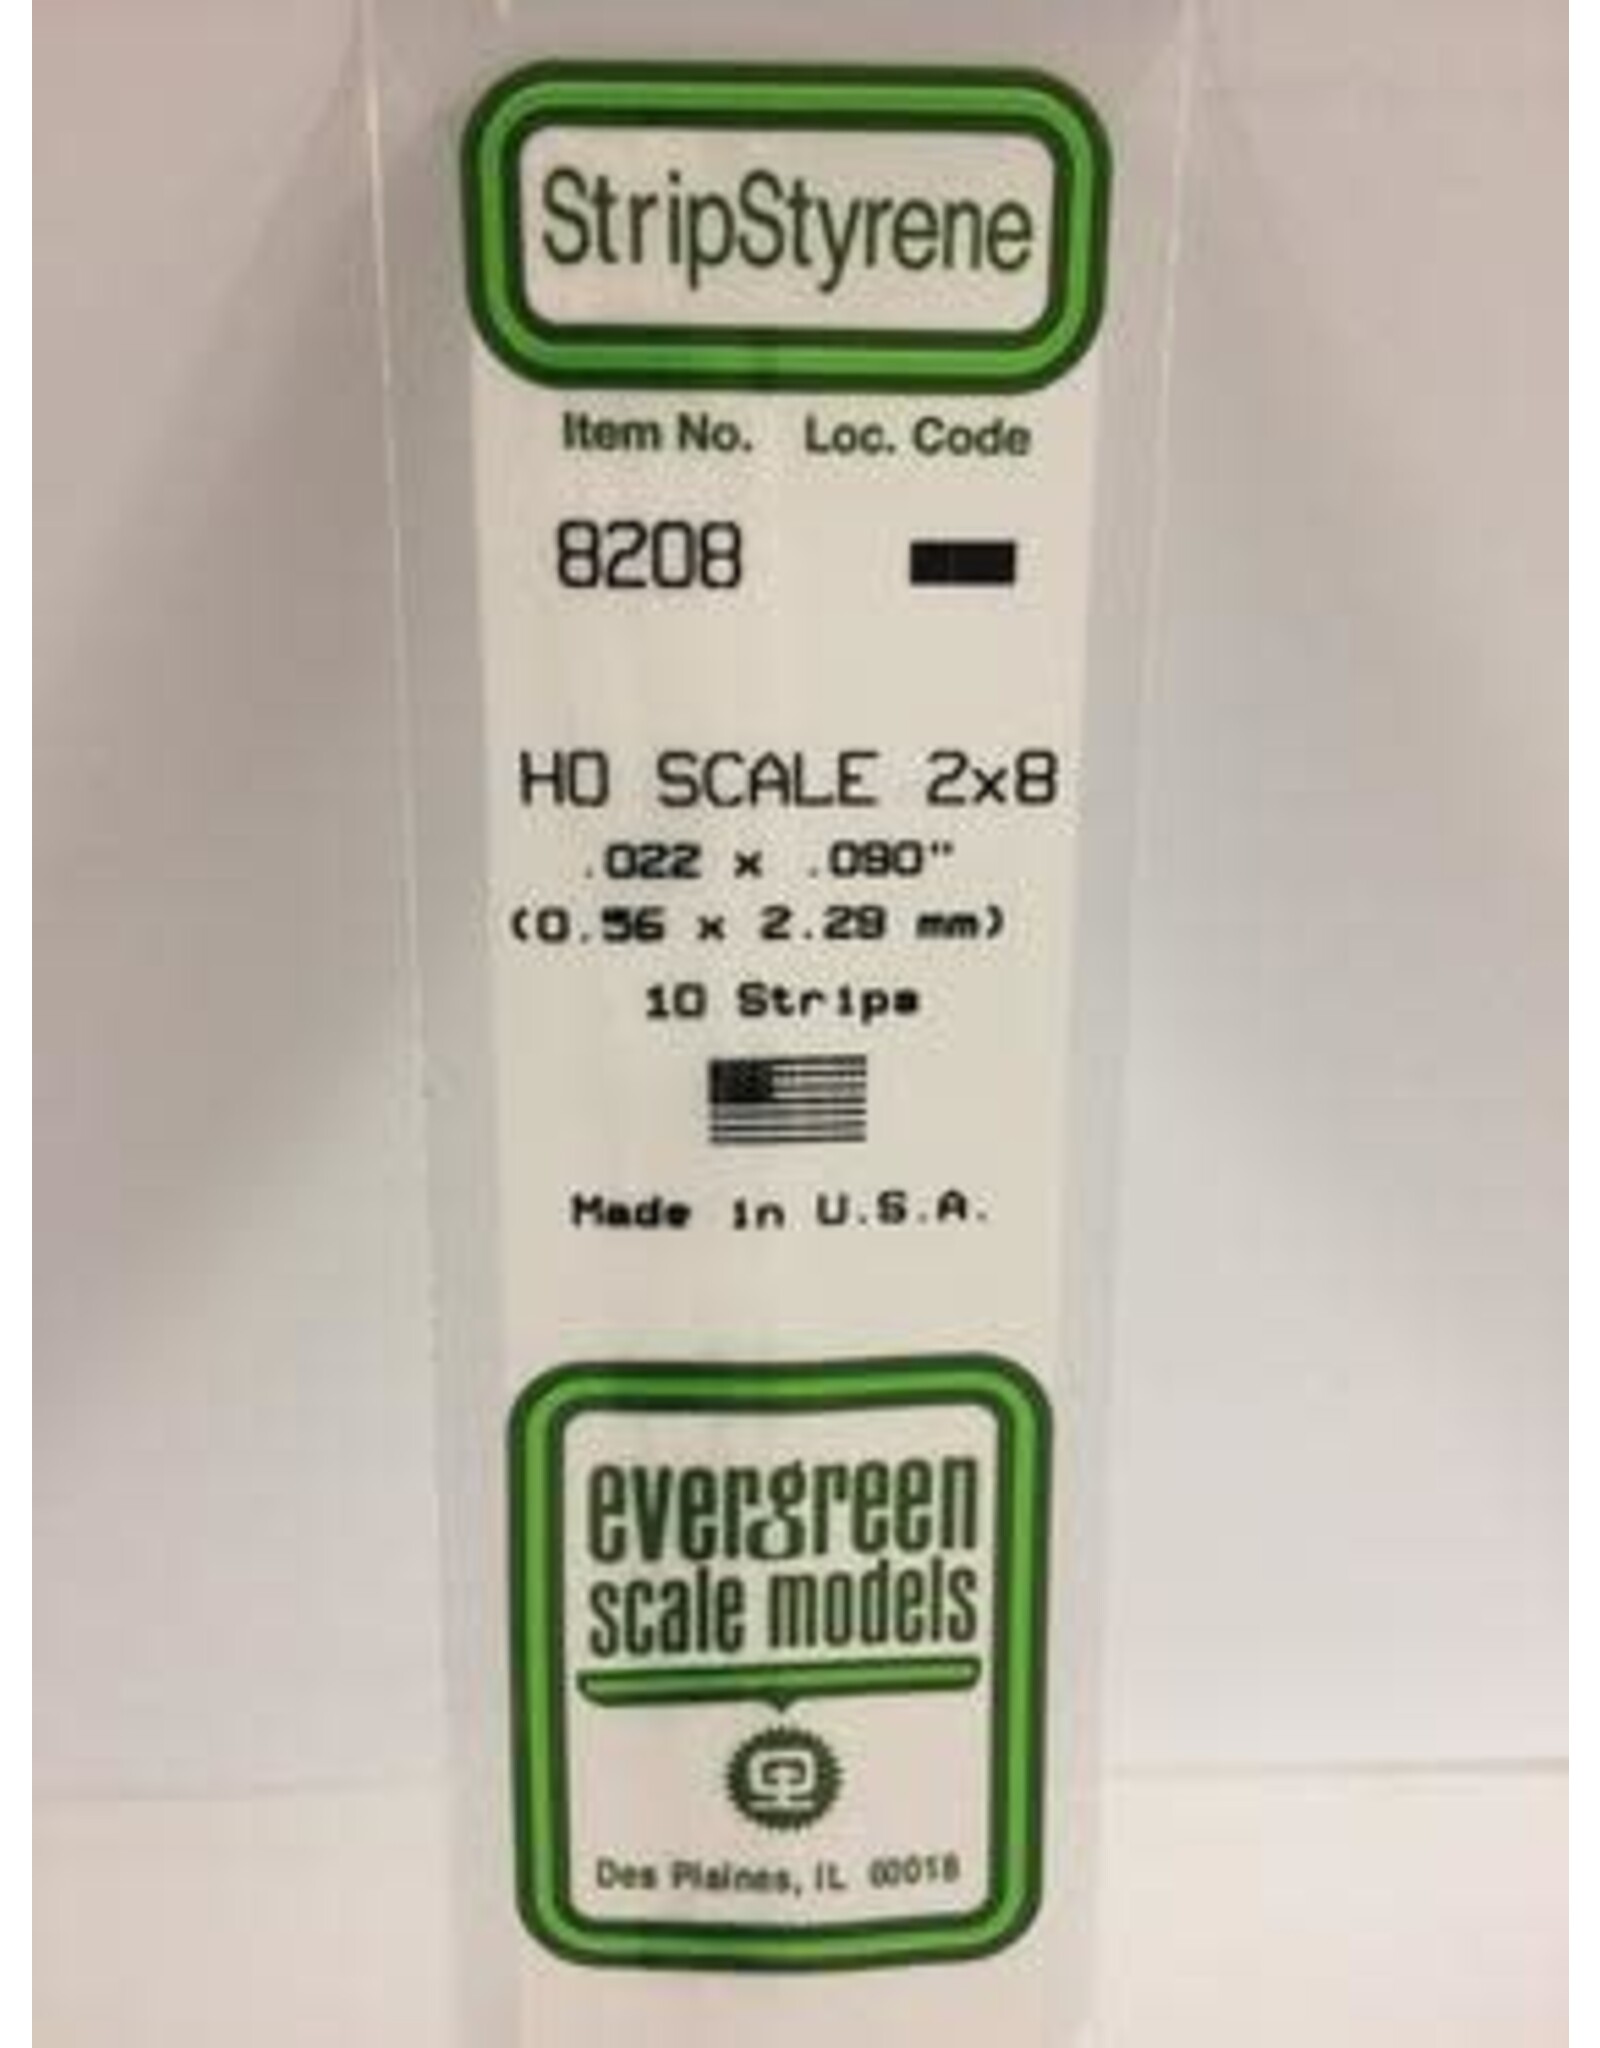 StripStyrene
Item No. Loc. Code
8208
HO SCALE 2x8
.022 x .090"
(0.56 x 2.29 mm)
10 Strips
Made in U.S.A.
evergreen
scale models
Des Plaines, IL 60018